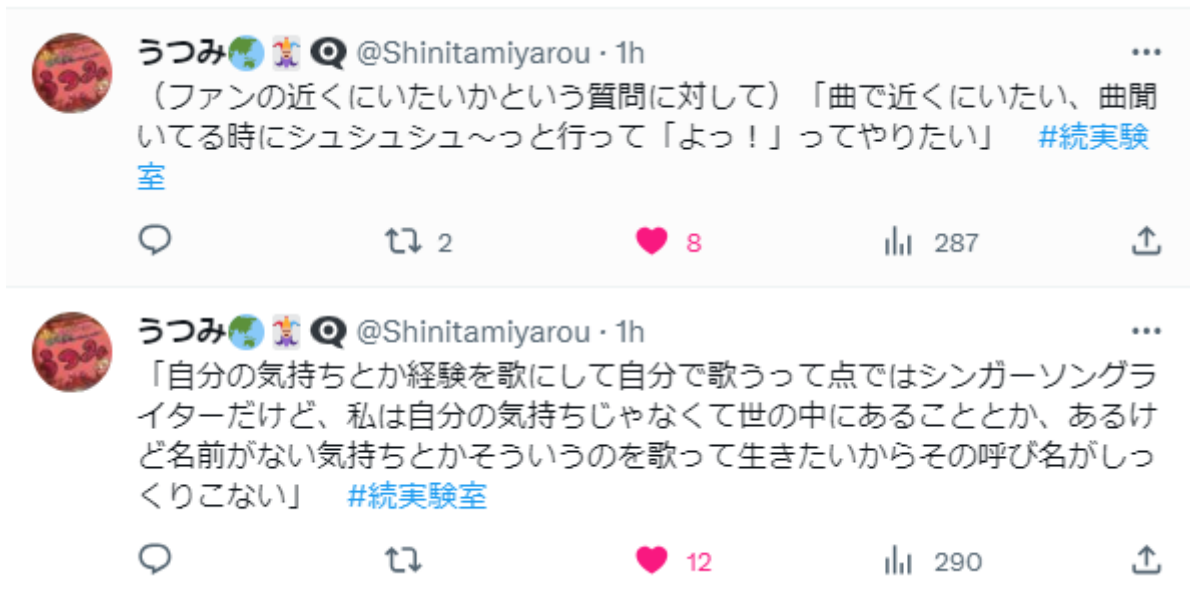 うつみ🌏🃏👁‍🗨 @Shinitamiyarou · 1h
（ファンの近くにいたいかという質問に対して）「曲で近くにいたい、曲聞
いてる時にシュシュシュ〜っと行って「よっ！」ってやりたい」　#続実験
室
2 8 287
うつみ🌏🃏👁‍🗨 @Shinitamiyarou · 1h
「自分の気持ちとか経験を歌にして自分で歌うって点ではシンガーソングラ
イターだけど、私は自分の気持ちじゃなくて世の中にあることとか、あるけ
ど名前がない気持ちとかそういうのを歌って生きたいからその呼び名がしっ
くりこない」　#続実験室
12 290